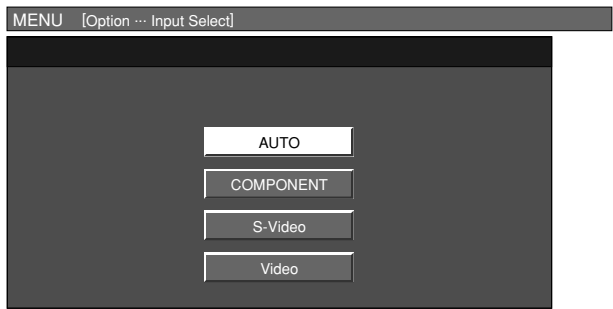 MENU [Option ··· Input Select]
AUTO
COMPONENT
S-Video
Video